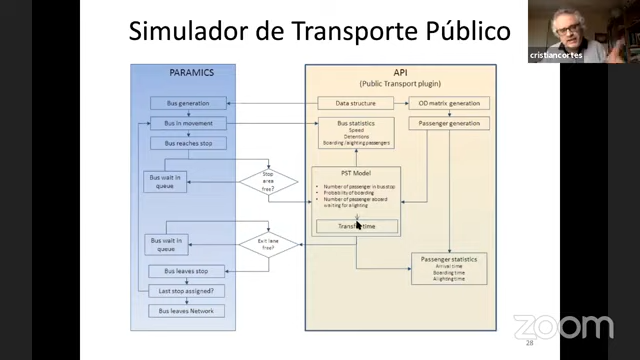 Simulador de Transporte Público
cristiancortes
PARAMICS
Bus generation
Bus in movement
Bus reaches stop
Stop
area
free?
Bus wait in
queue
Exit lane
free?
Bus wait in
queue
Bus leaves stop
Last stop assigned?
Bus leaves Network
API
(Public Transport plugin)
Data structure
OD matrix generation
Bus statistics
Speed
Detentions
Boarding /alighting passengers
Passenger generation
PST Model
• Number of passenger in bus stop
• Probability of boarding
• Number of passenger aboard
waiting for alighting
time
Passenger statistics
Arrival time
Boarding time
Alighting time
zoom
28